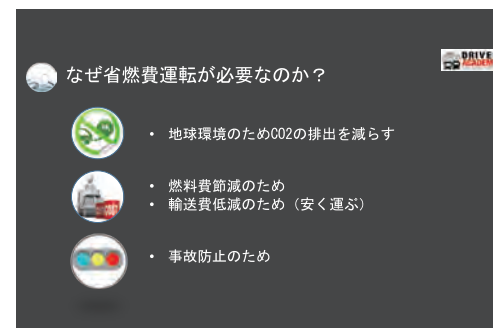 DRIVE
ACADEM
なぜ省燃費運転が必要なのか？
• 地球環境のためCO2の排出を減らす
• 燃料費節減のため
• 輸送費低減のため（安く運ぶ）
• 事故防止のため